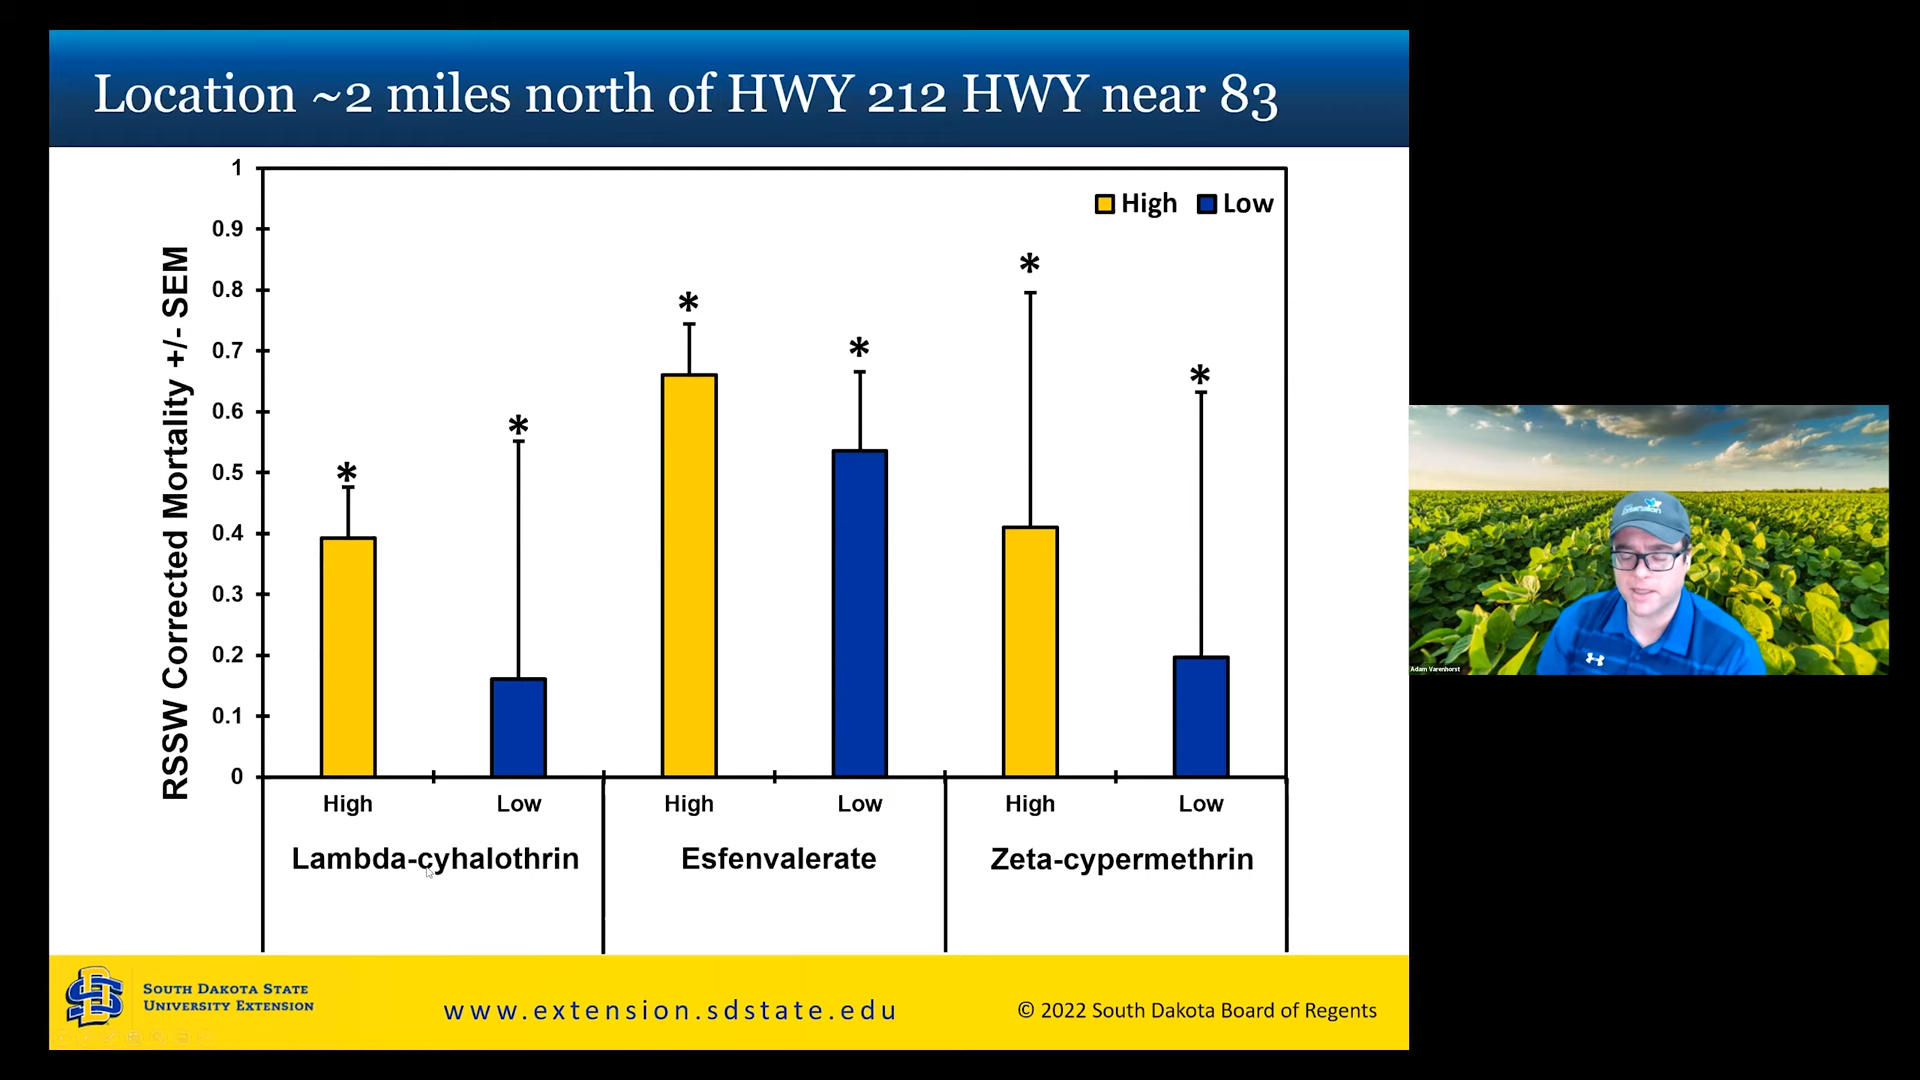 Location ~2 miles north of HWY 212 HWY near 83
RSSW Corrected Mortality +/- SEM
1
0.9
0.8
0.7
0.6
0.5
0.4
0.3
0.2
0.1
0
High Low
* * * * * *
High Low High Low High Low
Lambda-cyhalothrin Esfenvalerate Zeta-cypermethrin
SOUTH DAKOTA STATE
UNIVERSITY EXTENSION
www.extension.sdstate.edu
© 2022 South Dakota Board of Regents
Extension
Adam Varenhorst